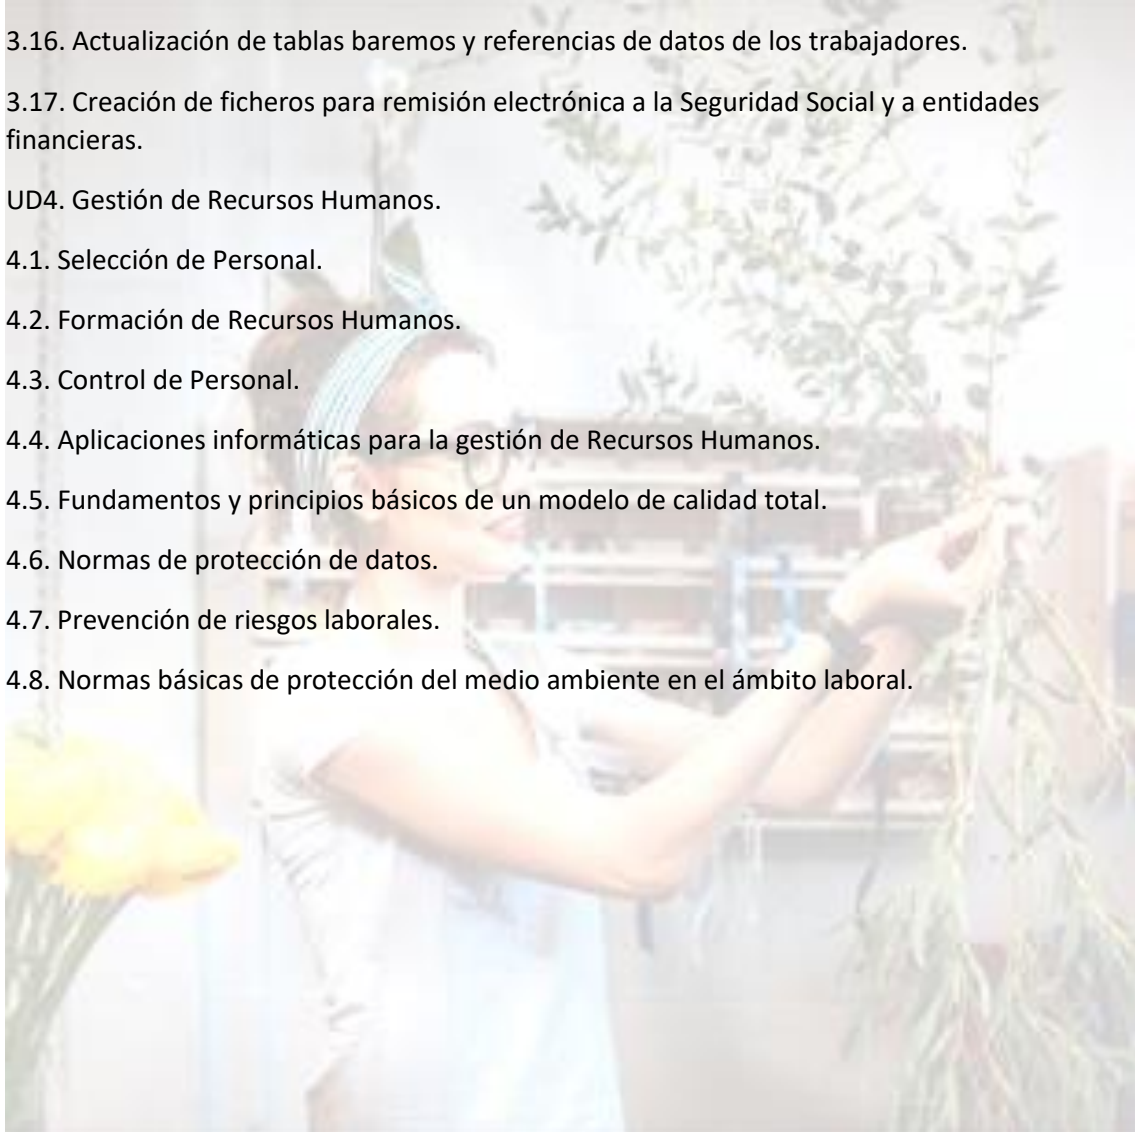 3.16. Actualización de tablas baremos y referencias de datos de los trabajadores.
3.17. Creación de ficheros para remisión electrónica a la Seguridad Social y a entidades
financieras.
UD4. Gestión de Recursos Humanos.
4.1. Selección de Personal.
4.2. Formación de Recursos Humanos.
4.3. Control de Personal.
4.4. Aplicaciones informáticas para la gestión de Recursos Humanos.
4.5. Fundamentos y principios básicos de un modelo de calidad total.
4.6. Normas de protección de datos.
4.7. Prevención de riesgos laborales.
4.8. Normas básicas de protección del medio ambiente en el ámbito laboral.